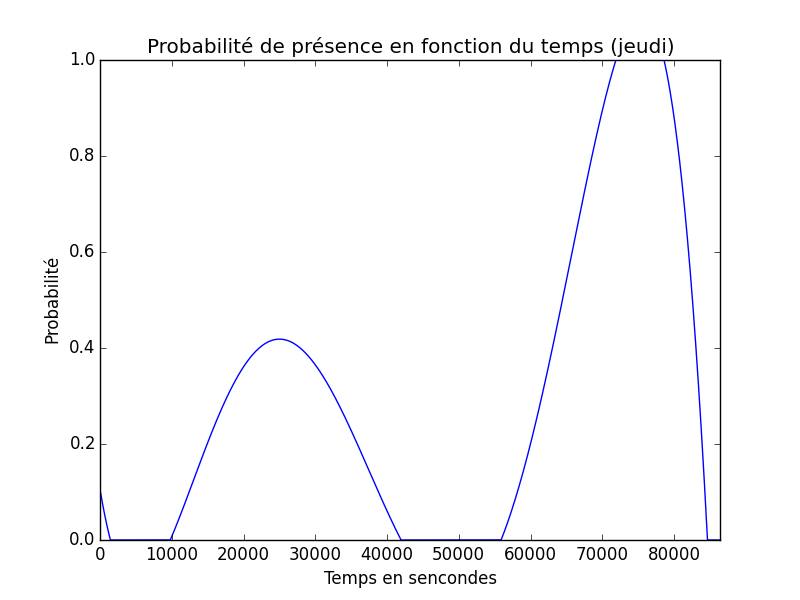 Probabilité de présence en fonction du temps (jeudi)
1.0
0.8
0.6
0.4
0.2
0.0
Probabilité
0 10000 20000 30000 40000 50000 60000 70000 80000
Temps en sencondes